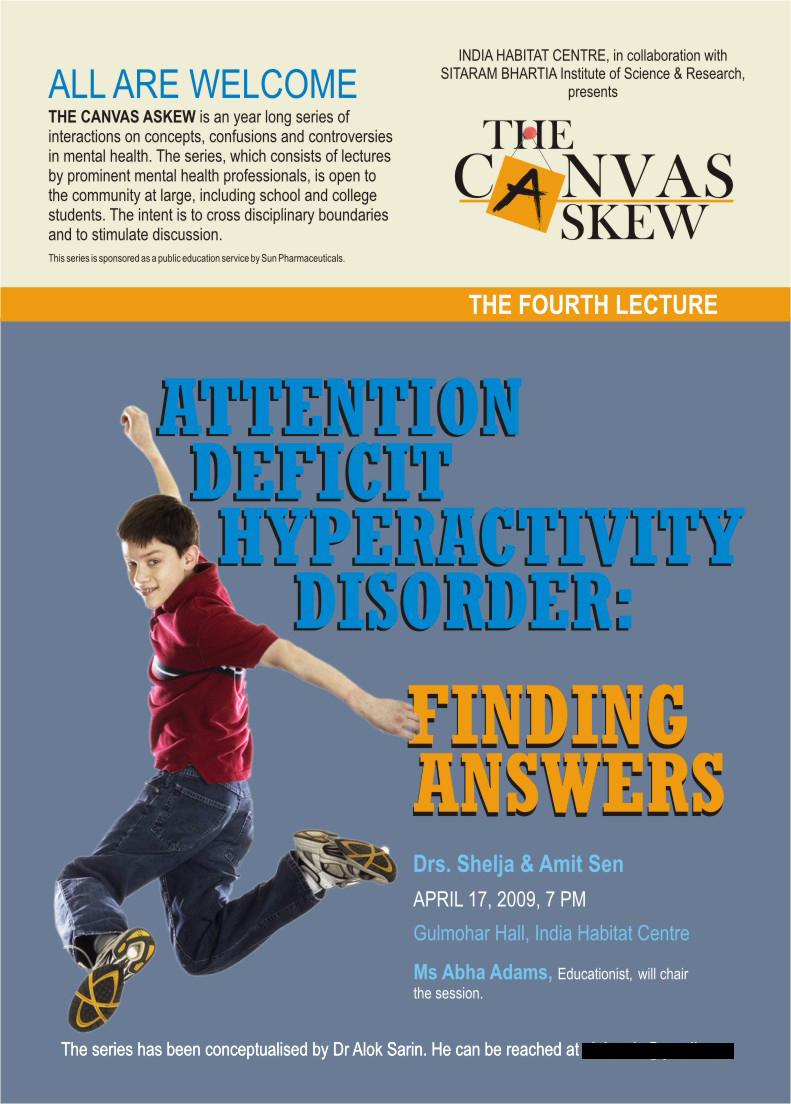 ALL ARE WELCOME
THE CANVAS ASKEW is an year long series of
interactions on concepts, confusions and controversies
in mental health. The series, which consists of lectures
by prominent mental health professionals, is open to
the community at large, including school and college
students. The intent is to cross disciplinary boundaries
and to stimulate discussion.
This series is sponsored as a public education service by Sun Pharmaceuticals.
INDIA HABITAT CENTRE, in collaboration with
SITARAM BHARTIA Institute of Science & Research,
presents
THE
CANVAS
ASKEW
THE FOURTH LECTURE
ATTENTION
DEFICIT
HYPERACTIVITY
DISORDER:
FINDING
ANSWERS
Drs. Shelja & Amit Sen
APRIL 17, 2009, 7 PM
Gulmohar Hall, India Habitat Centre
Ms Abha Adams, Educationist, will chair
the session.
The series has been conceptualised by Dr Alok Sarin. He can be reached at